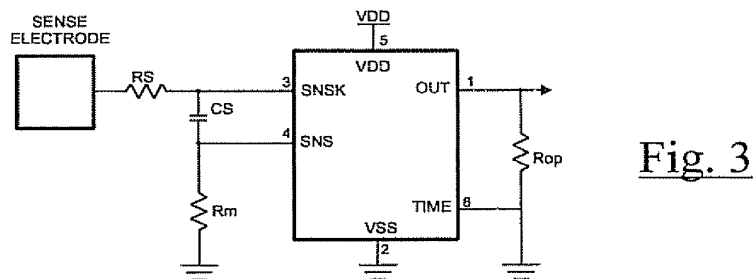 SENSE
ELECTRODE
RS
CS
Rm
3
SNSK
4
SNS
VDD
5
VDD
OUT
1
TIME
6
VSS
2
Rop
Fig. 3